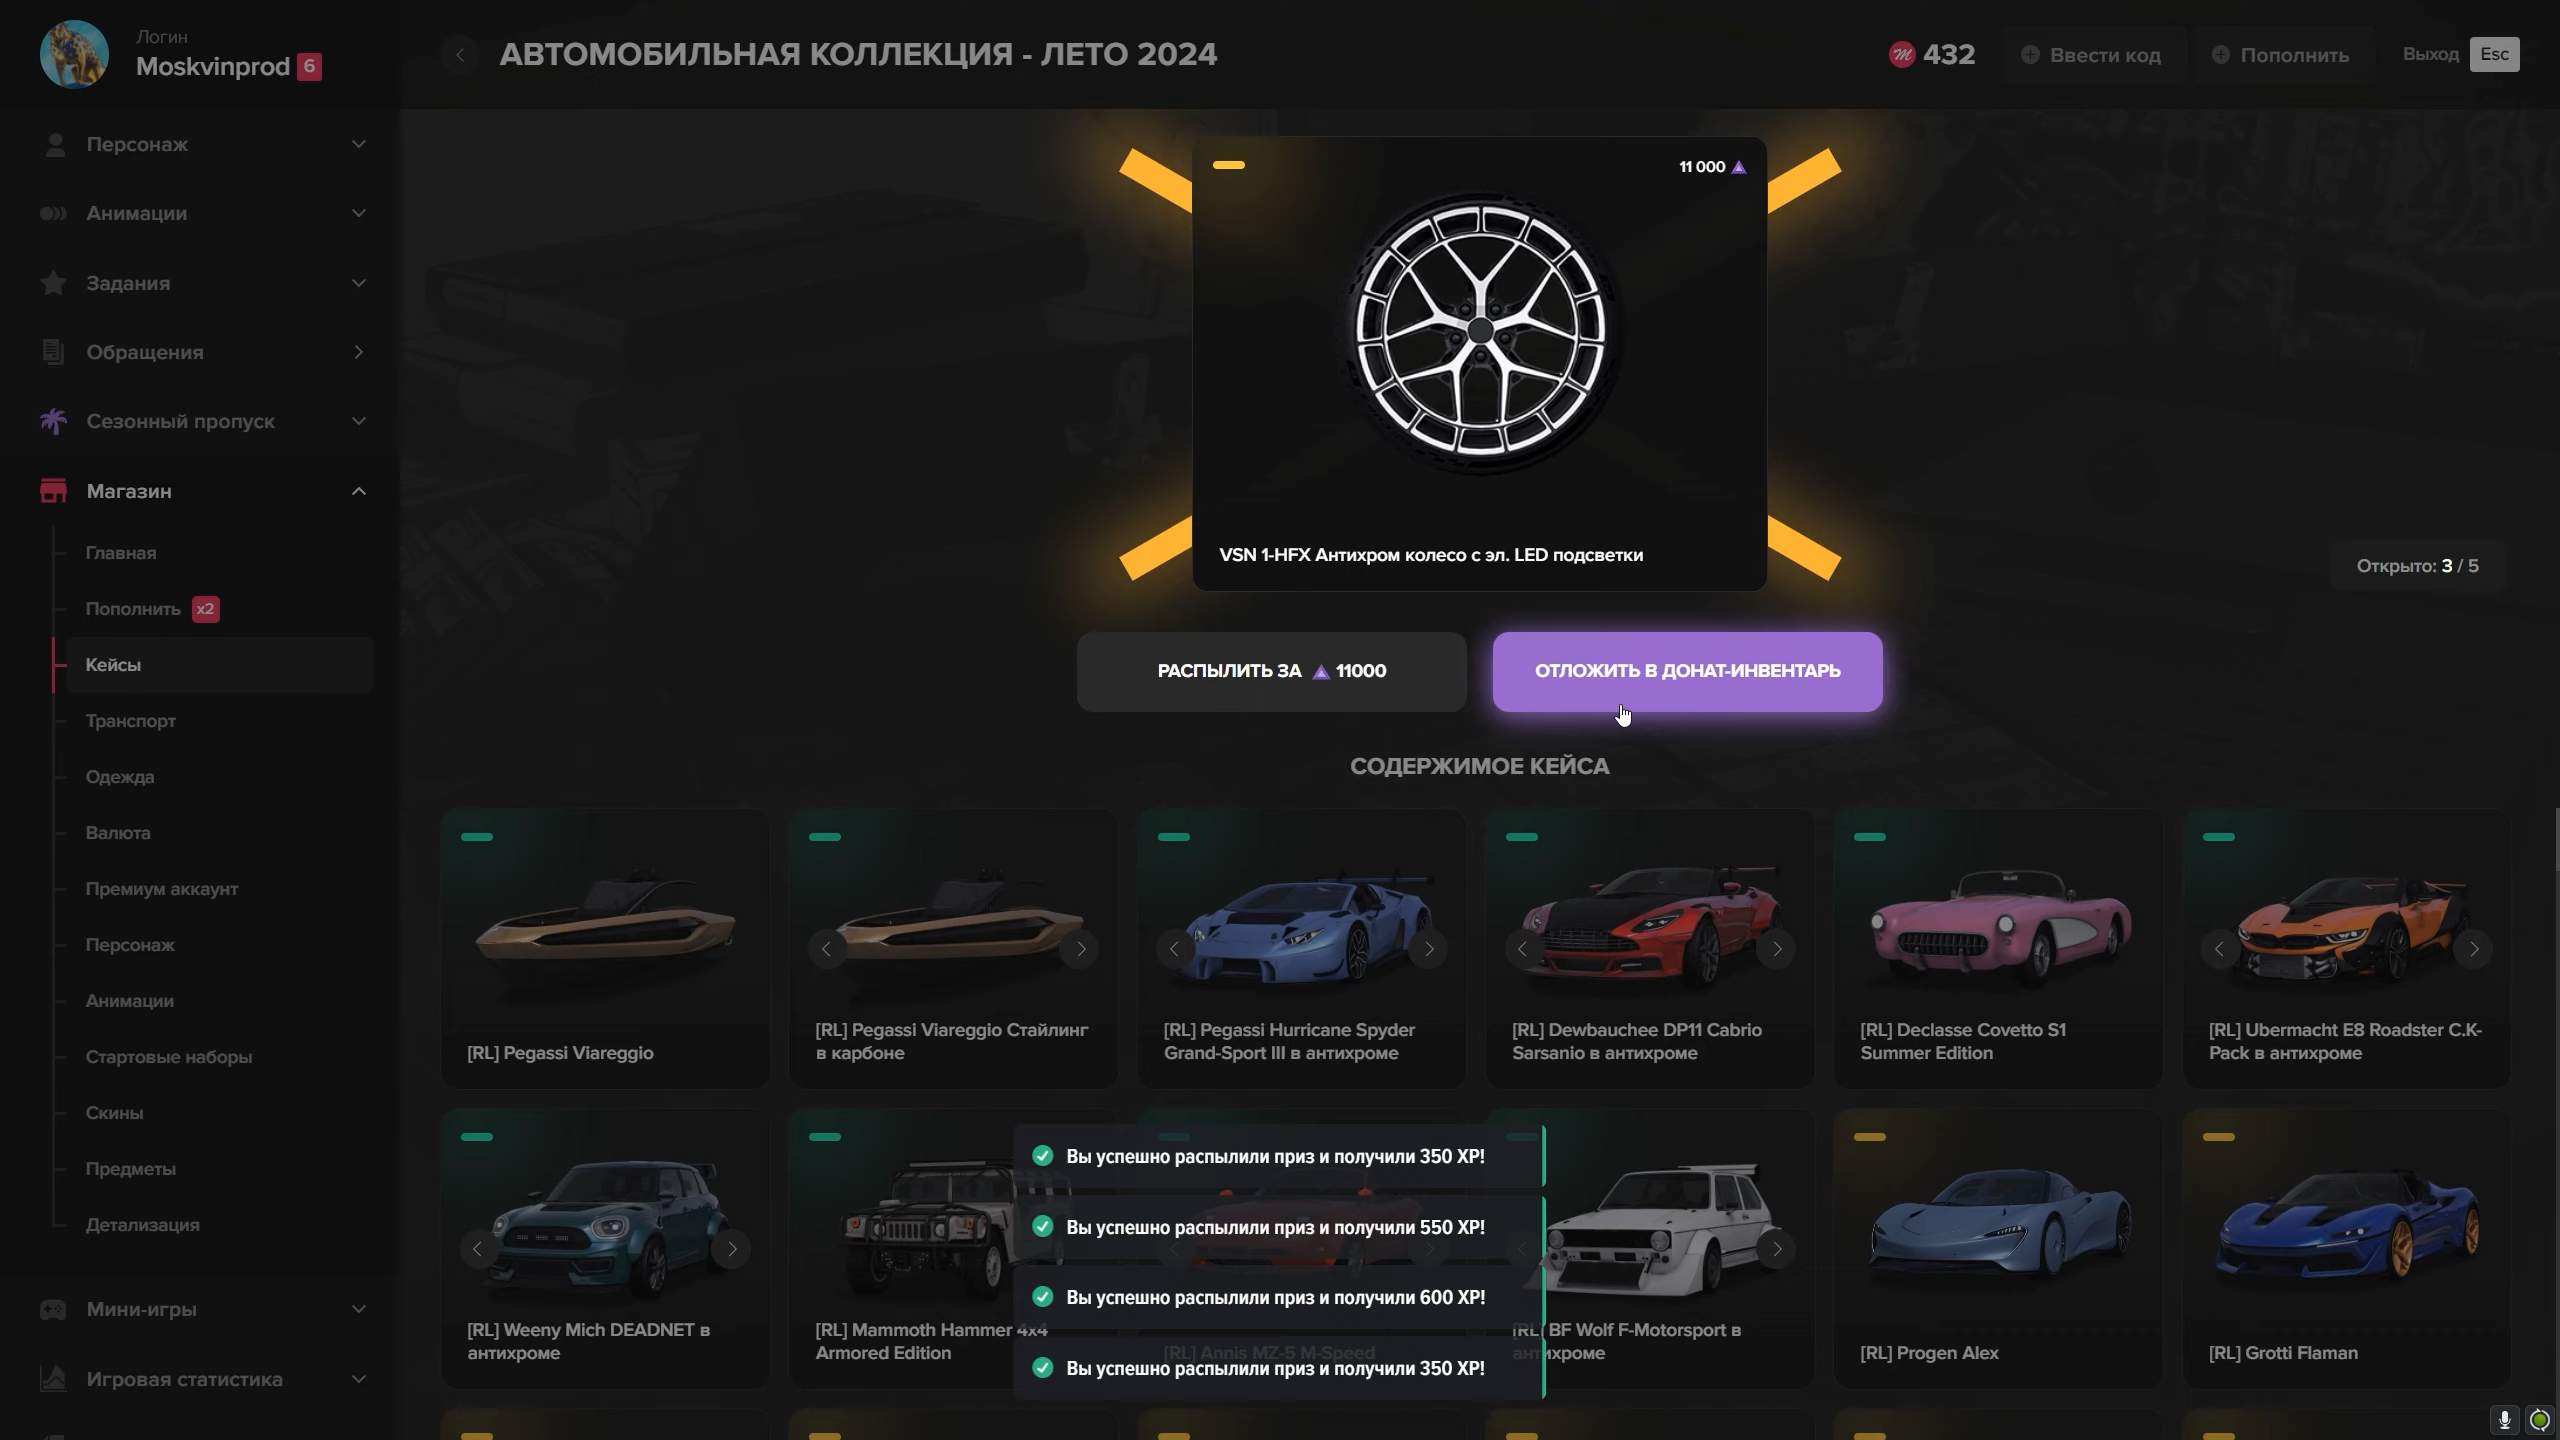 Логин
Moskvinprod 6
АВТОМОБИЛЬНАЯ КОЛЛЕКЦИЯ - ЛЕТО 2024
432
Ввести код
Пополнить
Выход Esc
Персонаж
Анимации
Задания
Обращения
Сезонный пропуск
Магазин
Главная
Пополнить x2
Кейсы
Транспорт
Одежда
Валюта
Премиум аккаунт
Персонаж
Анимации
Стартовые наборы
Скины
Предметы
Детализация
Мини-игры
Игровая статистика
11 000
VSN 1-HFX Антихром колесо с эл. LED подсветки
Открыто: 3 / 5
РАСПЫЛИТЬ ЗА 11000
ОТЛОЖИТЬ В ДОНАТ-ИНВЕНТАРЬ
СОДЕРЖИМОЕ КЕЙСА
[RL] Pegassi Viareggio
[RL] Pegassi Viareggio Стайлинг
в карбоне
[RL] Pegassi Hurricane Spyder
Grand-Sport III в антихроме
[RL] Dewbauchee DP11 Cabrio
Sarsanio в антихроме
[RL] Declasse Covetto S1
Summer Edition
[RL] Ubermacht E8 Roadster C.K-
Pack в антихроме
[RL] Weeny Mich DEADNET в
антихроме
[RL] Mammoth Hammer 4x4
Armored Edition
[RL] Annis MZ-5 M-Speed
[RL] BF Wolf F-Motorsport в
антихроме
[RL] Progen Alex
[RL] Grotti Flaman
Вы успешно распылили приз и получили 350 XP!
Вы успешно распылили приз и получили 550 XP!
Вы успешно распылили приз и получили 600 XP!
Вы успешно распылили приз и получили 350 XP!